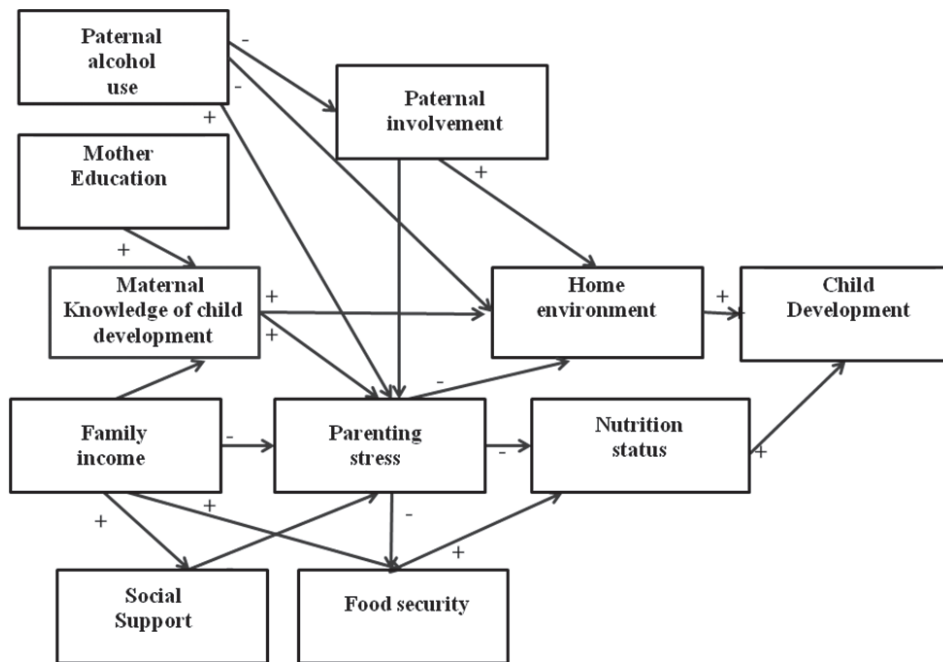 Paternal
alcohol
use
-
-
+
Paternal
involvement
+
Mother
Education
+
Maternal
Knowledge of child
development
+
+
Home
environment
+
Child
Development
-
Family
income
-
Parenting
stress
-
Nutrition
status
+
+
+
-
+
Social
Support
-
Food security